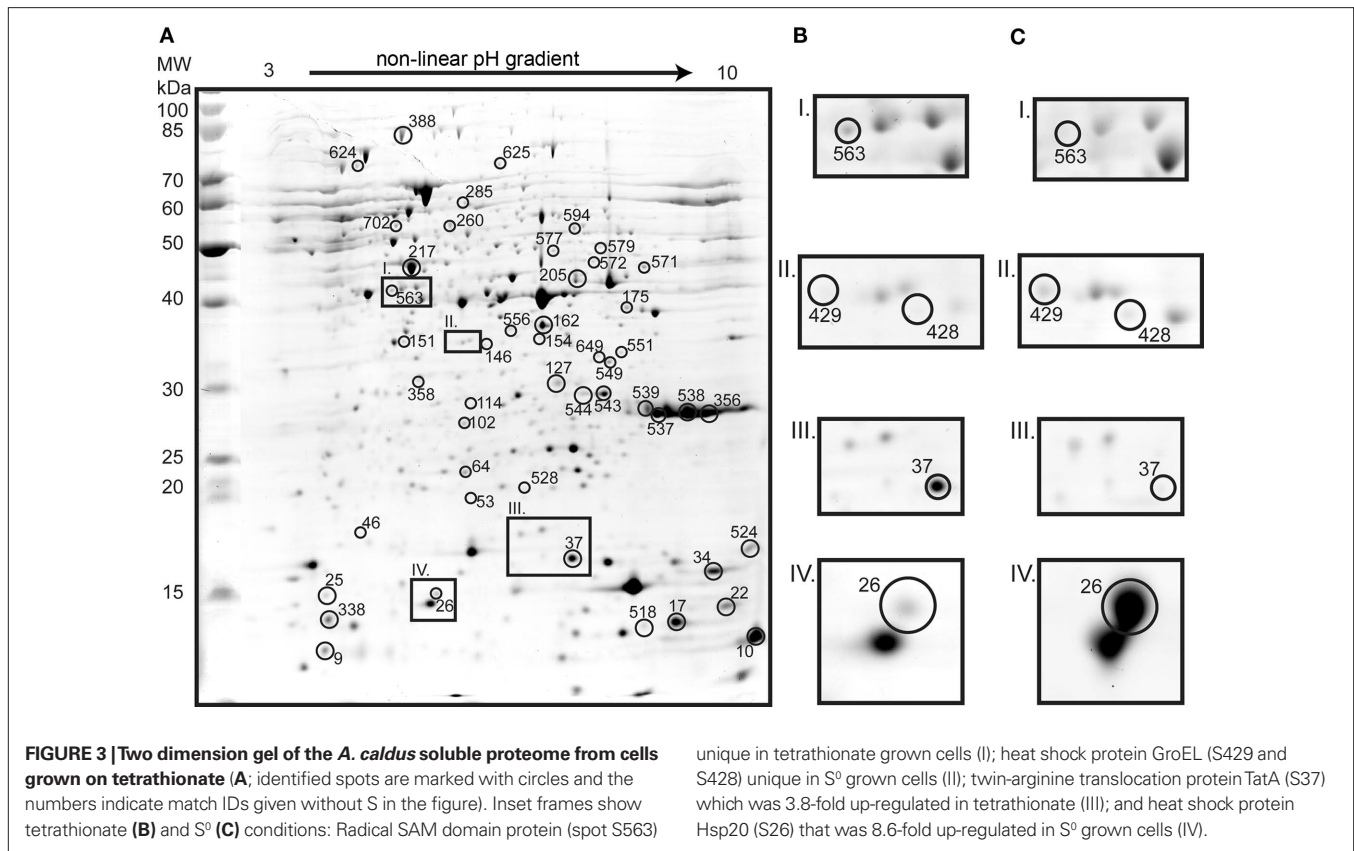 A
B
C
MW
kDa
3
non-linear pH gradient
10
100
85
70
60
50
40
30
25
20
15
388
624
625
285
702
260
594
577
579
217
572
571
205
I.
563
175
II.
556
162
151
146
154
649
551
549
358
127
114
544
543
539
538
356
537
102
64
528
53
46
III.
37
524
34
IV.
25
26
338
22
17
518
10
9
I.
563
I.
563
II.
429
428
II.
429
428
III.
37
III.
37
IV.
26
IV.
26
FIGURE 3 | Two dimension gel of the A. caldus soluble proteome from cells
grown on tetrathionate (A; identified spots are marked with circles and the
numbers indicate match IDs given without S in the figure). Inset frames show
tetrathionate (B) and S⁰ (C) conditions: Radical SAM domain protein (spot S563)
unique in tetrathionate grown cells (I); heat shock protein GroEL (S429 and
S428) unique in S⁰ grown cells (II); twin-arginine translocation protein TatA (S37)
which was 3.8-fold up-regulated in tetrathionate (III); and heat shock protein
Hsp20 (S26) that was 8.6-fold up-regulated in S⁰ grown cells (IV).